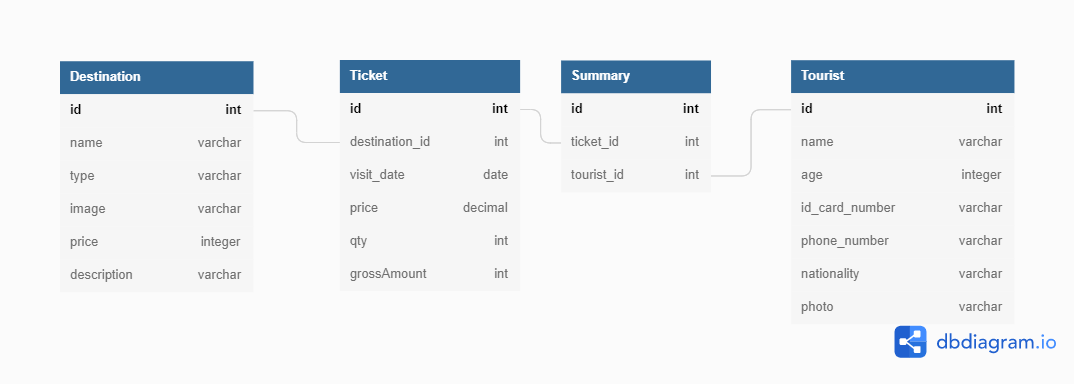 Destination
id int
name varchar
type varchar
image varchar
price integer
description varchar
Ticket
id int
destination_id int
visit_date date
price decimal
qty int
grossAmount int
Summary
id int
ticket_id int
tourist_id int
Tourist
id int
name varchar
age integer
id_card_number varchar
phone_number varchar
nationality varchar
photo varchar
dbdiagram.io